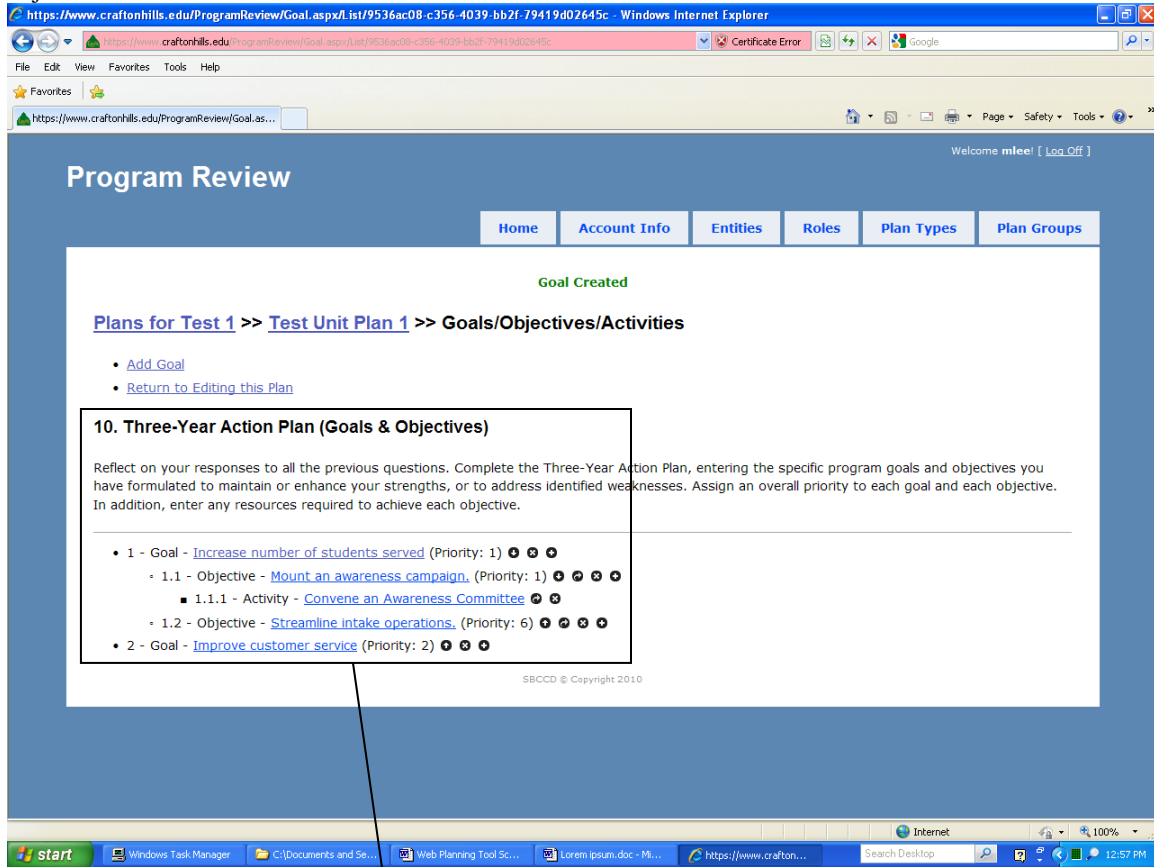 https://www.craftonhills.edu/ProgramReview/Goal.aspx/List/9536ac08-c356-4039-bb2f-79419d02645c - Windows Internet Explorer
https://www.craftonhills.edu/ProgramReview/Goal.aspx/List/9536ac08-c356-4039-bb2f-79419d02645c Certificate Error Google
File Edit View Favorites Tools Help
Favorites
https://www.craftonhills.edu/ProgramReview/Goal.as... Page Safety Tools »
Welcome mlee! [ Log Off ]
Program Review
Home Account Info Entities Roles Plan Types Plan Groups
Goal Created
Plans for Test 1 >> Test Unit Plan 1 >> Goals/Objectives/Activities
• Add Goal
• Return to Editing this Plan
10. Three-Year Action Plan (Goals & Objectives)
Reflect on your responses to all the previous questions. Complete the Three-Year Action Plan, entering the specific program goals and objectives you
have formulated to maintain or enhance your strengths, or to address identified weaknesses. Assign an overall priority to each goal and each objective.
In addition, enter any resources required to achieve each objective.
• 1 - Goal - Increase number of students served (Priority: 1)
◦ 1.1 - Objective - Mount an awareness campaign. (Priority: 1)
▪ 1.1.1 - Activity - Convene an Awareness Committee
◦ 1.2 - Objective - Streamline intake operations. (Priority: 6)
• 2 - Goal - Improve customer service (Priority: 2)
SBCCD © Copyright 2010
Internet 100%
start Windows Task Manager C:\Documents and Se... Web Planning Tool Sc... Lorem ipsum.doc - Mi... https://www.crafton... Search Desktop 12:57 PM